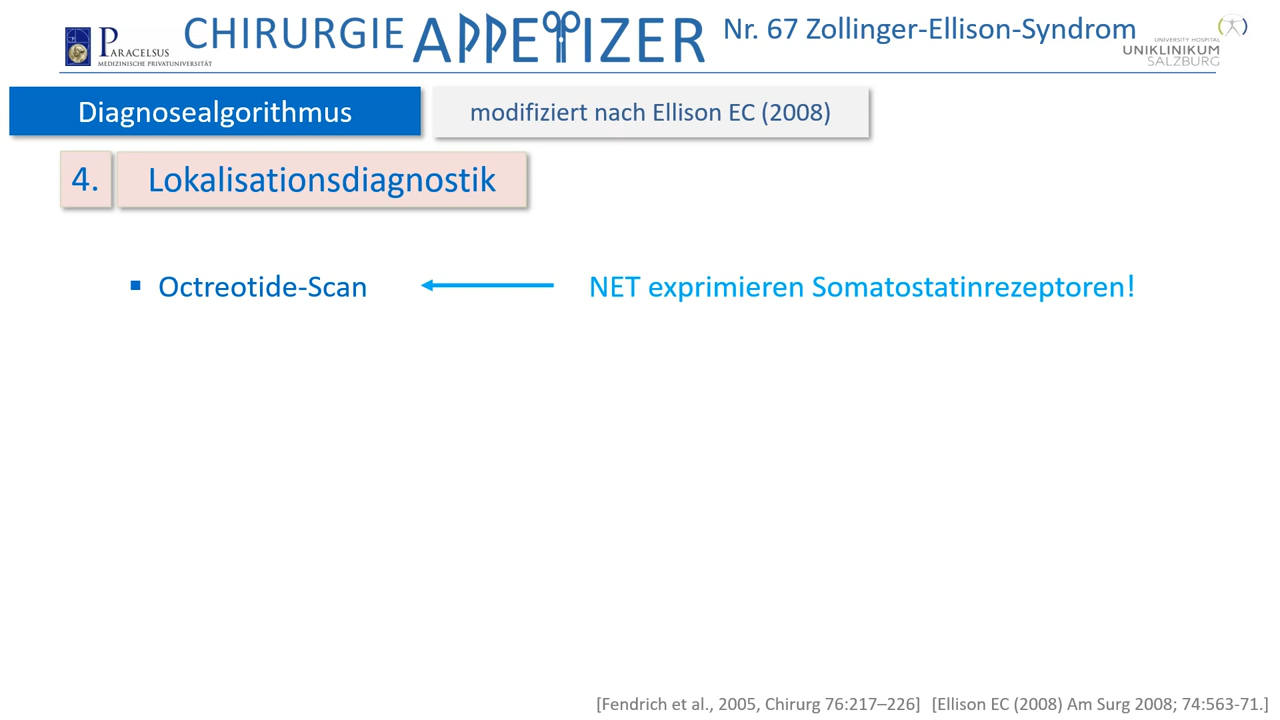 PARACELSUS
MEDIZINISCHE PRIVATUNIVERSITÄT
CHIRURGIE APPETIZER
Nr. 67 Zollinger-Ellison-Syndrom
UNIVERSITY HOSPITAL
UNIKLINIKUM
SALZBURG
Diagnosealgorithmus
modifiziert nach Ellison EC (2008)
4. Lokalisationsdiagnostik
▪ Octreotide-Scan
NET exprimieren Somatostatinrezeptoren!
[Fendrich et al., 2005, Chirurg 76:217–226] [Ellison EC (2008) Am Surg 2008; 74:563-71.]